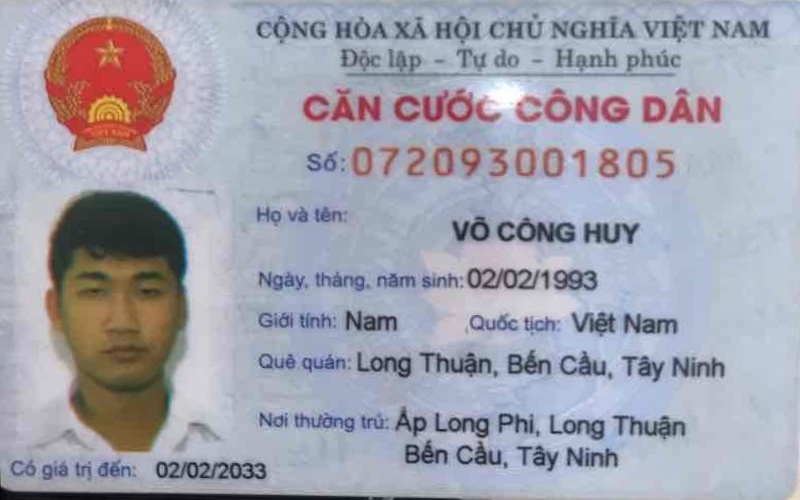 CỘNG HÒA XÃ HỘI CHỦ NGHĨA VIỆT NAM
Độc lập - Tự do - Hạnh phúc
CĂN CƯỚC CÔNG DÂN
Số: 072093001805
Họ và tên:
VÕ CÔNG HUY
Ngày, tháng, năm sinh: 02/02/1993
Giới tính: Nam Quốc tịch: Việt Nam
Quê quán: Long Thuận, Bến Cầu, Tây Ninh
Nơi thường trú: Ấp Long Phi, Long Thuận
Bến Cầu, Tây Ninh
Có giá trị đến: 02/02/2033